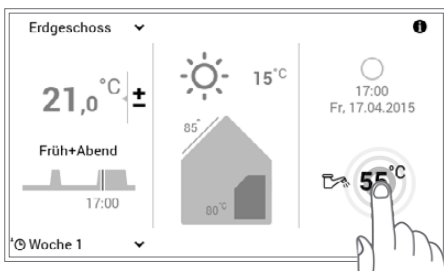 Erdgeschoss
21,0 °C ±
Früh+Abend
17:00
Woche 1
15°C
85°
80 °C
17:00
Fr, 17.04.2015
55 °C